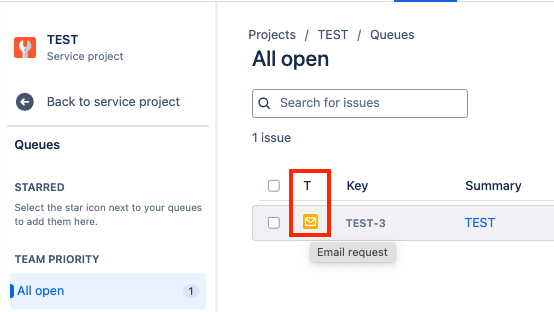 TEST
Service project
Back to service project
Queues
STARRED
Select the star icon next to your queues
to add them here.
TEAM PRIORITY
All open 1
Projects / TEST / Queues
All open
Search for issues
1 issue
T Key Summary
TEST-3 TEST
Email request